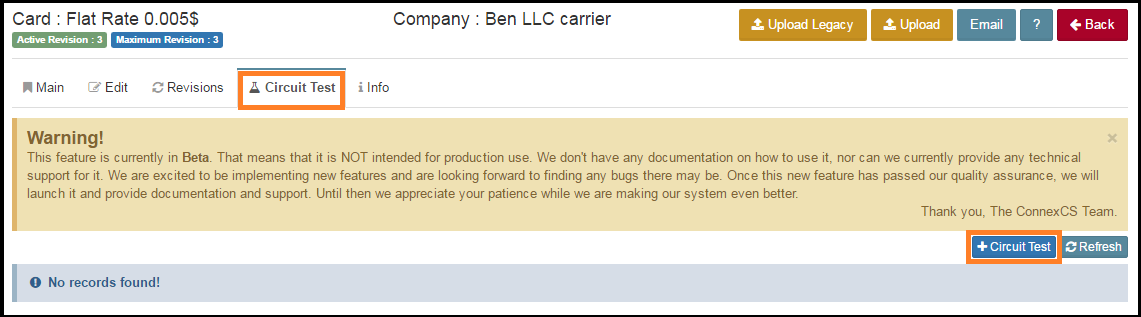 Card : Flat Rate 0.005$ Company : Ben LLC carrier Upload Legacy Upload Email ? Back
Active Revision : 3 Maximum Revision : 3
Main Edit Revisions Circuit Test Info
Warning! ×
This feature is currently in Beta. That means that it is NOT intended for production use. We don't have any documentation on how to use it, nor can we currently provide any technical
support for it. We are excited to be implementing new features and are looking forward to finding any bugs there may be. Once this new feature has passed our quality assurance, we will
launch it and provide documentation and support. Until then we appreciate your patience while we are making our system even better.
Thank you, The ConnexCS Team.
+ Circuit Test Refresh
No records found!